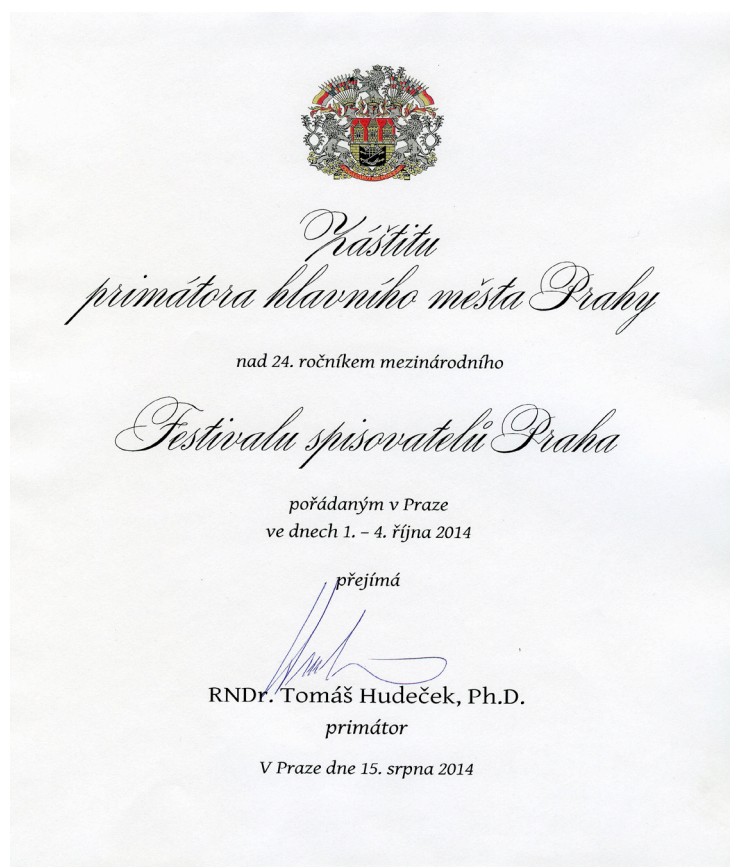 Záštitu
primátora hlavního města Prahy
nad 24. ročníkem mezinárodního
Festivalu spisovatelů Praha
pořádaným v Praze
ve dnech 1. – 4. října 2014
přejímá
RNDr. Tomáš Hudeček, Ph.D.
primátor
V Praze dne 15. srpna 2014